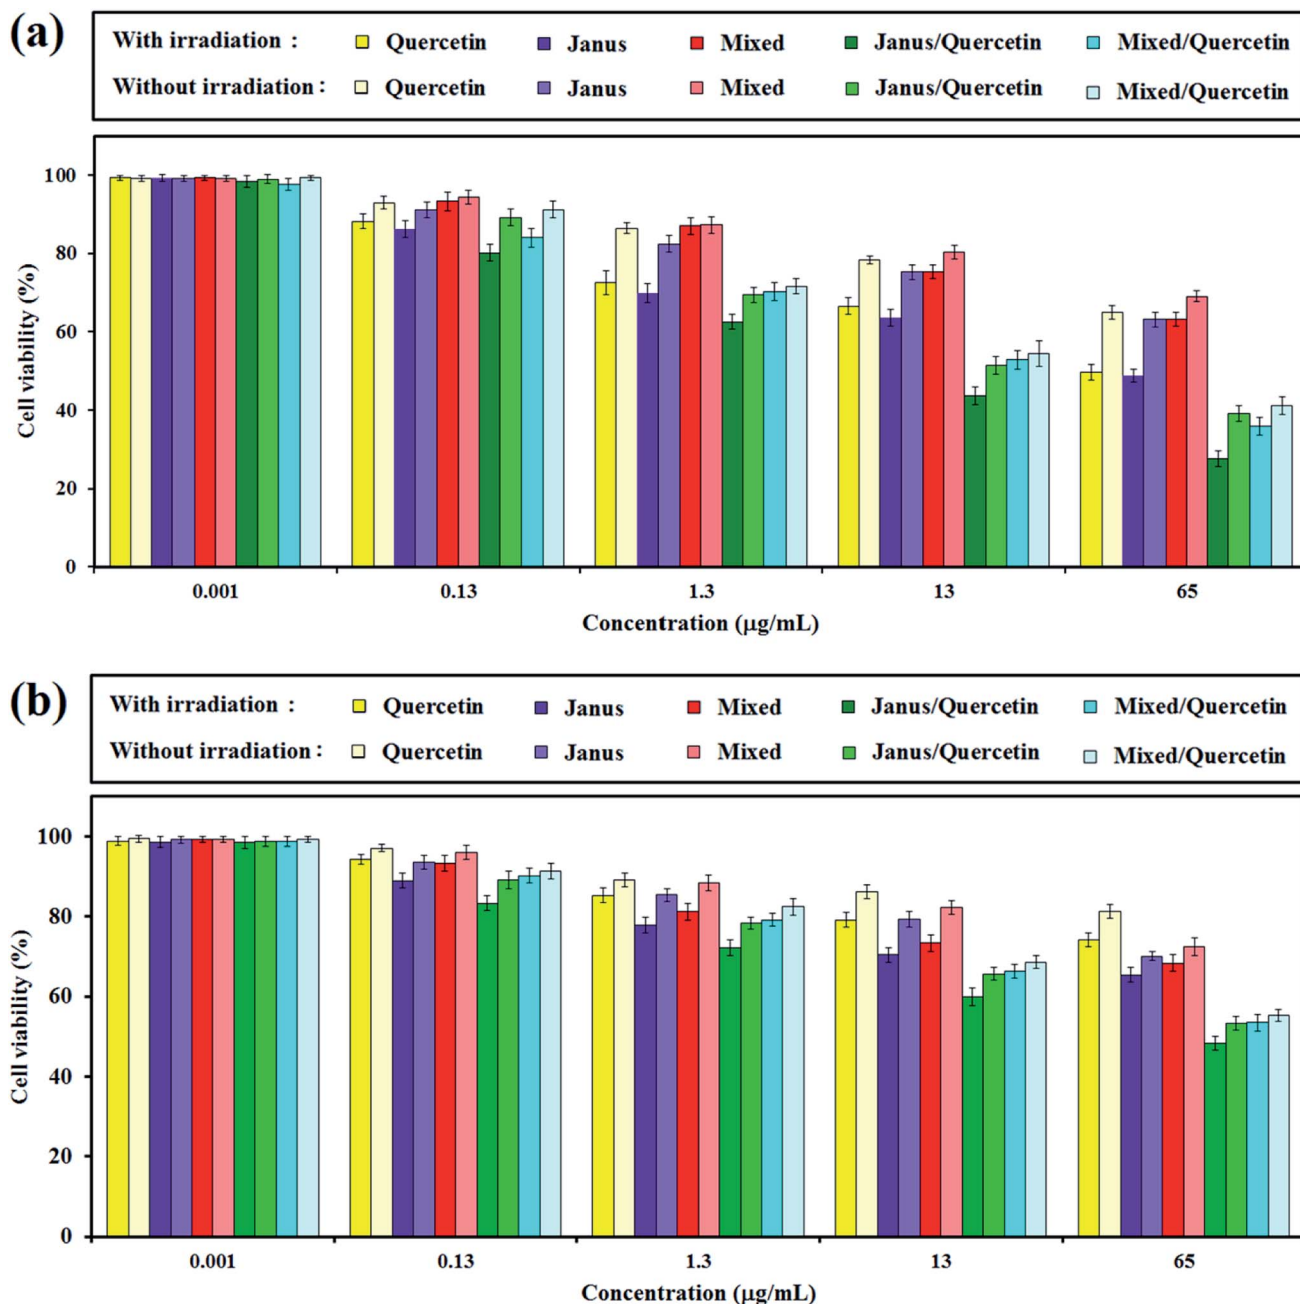 (a)
With irradiation : Quercetin Janus Mixed Janus/Quercetin Mixed/Quercetin
Without irradiation : Quercetin Janus Mixed Janus/Quercetin Mixed/Quercetin
Cell viability (%)
100
80
60
40
20
0
0.001 0.13 1.3 13 65
Concentration (µg/mL)
(b)
With irradiation : Quercetin Janus Mixed Janus/Quercetin Mixed/Quercetin
Without irradiation : Quercetin Janus Mixed Janus/Quercetin Mixed/Quercetin
Cell viability (%)
100
80
60
40
20
0
0.001 0.13 1.3 13 65
Concentration (µg/mL)